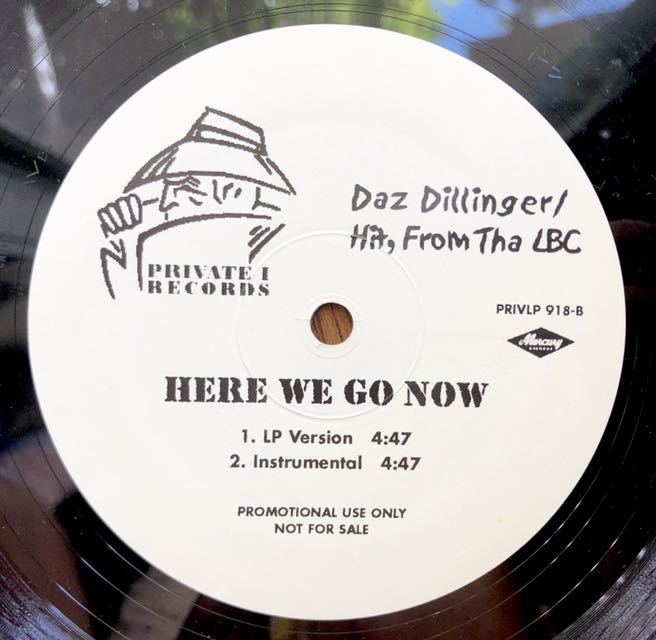 PRIVATE I
RECORDS
Daz Dillinger/
Hit, From Tha LBC
PRIVLP 918-B
Mercury
RECORDS
HERE WE GO NOW
1. LP Version 4:47
2. Instrumental 4:47
PROMOTIONAL USE ONLY
NOT FOR SALE